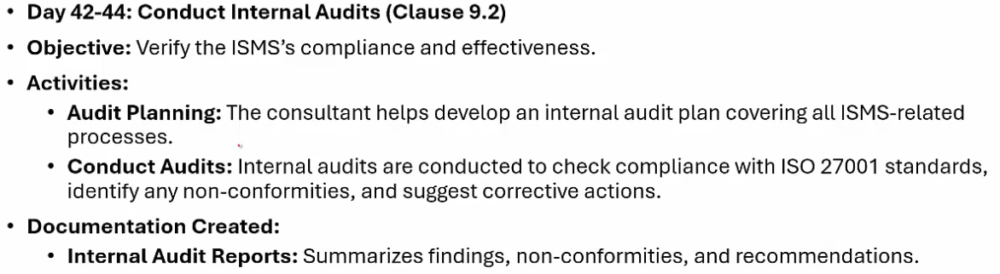 • Day 42-44: Conduct Internal Audits (Clause 9.2)
• Objective: Verify the ISMS’s compliance and effectiveness.
• Activities:
• Audit Planning: The consultant helps develop an internal audit plan covering all ISMS-related
processes.
• Conduct Audits: Internal audits are conducted to check compliance with ISO 27001 standards,
identify any non-conformities, and suggest corrective actions.
• Documentation Created:
• Internal Audit Reports: Summarizes findings, non-conformities, and recommendations.